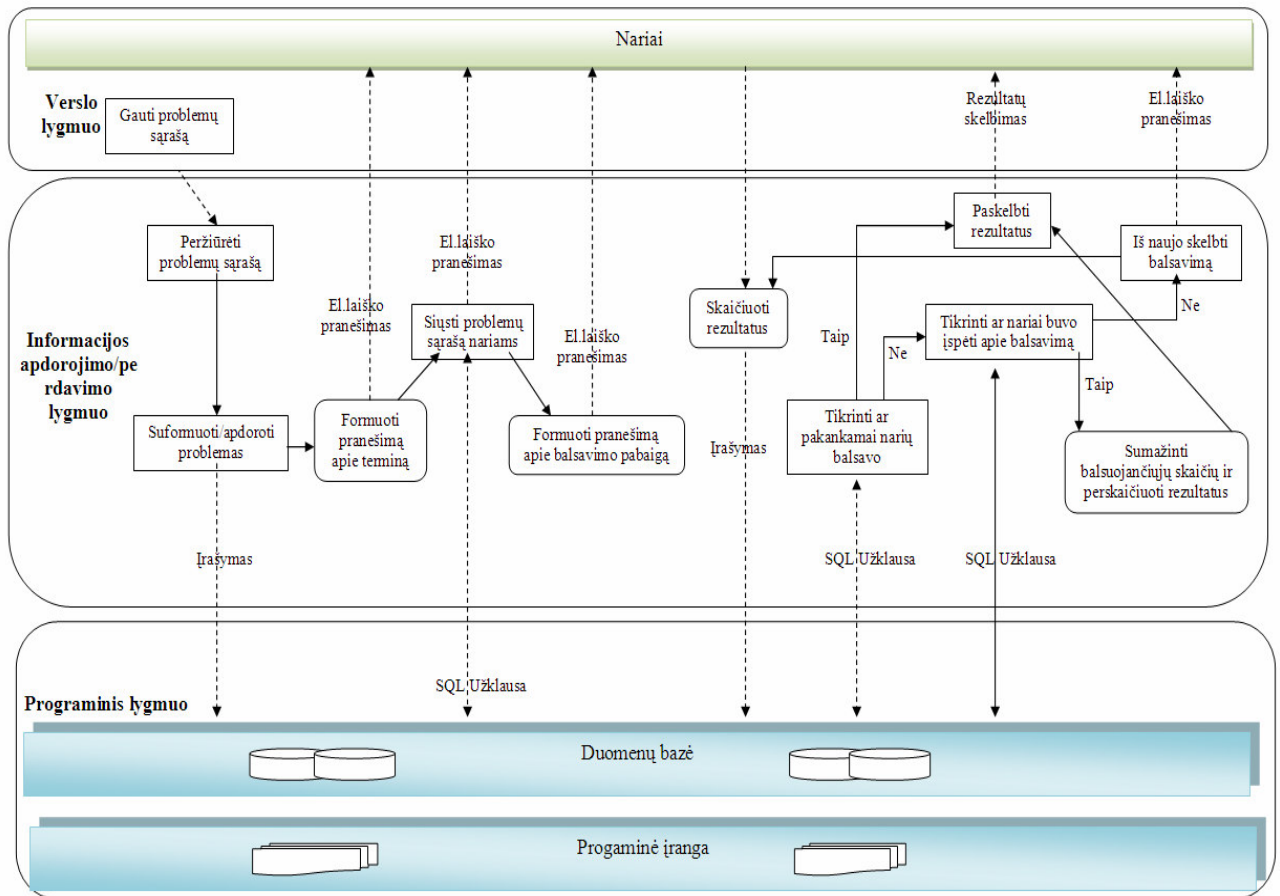 Nariai
Verslo
lygmuo
Gauti problemų
sąrašą
Rezultatų
skelbimas
El.laiško
pranešimas
Peržiūrėti
problemų sąrašą
El.laiško
pranešimas
Paskelbti
rezultatus
Iš naujo skelbti
balsavimą
El.laiško
pranešimas
Siųsti problemų
sąrašą nariams
El.laiško
pranešimas
Skaičiuoti
rezultatus
Taip
Ne
Tikrinti ar nariai buvo
įspėti apie balsavimą
Ne
Informacijos
apdorojimo/pe
rdavimo
lygmuo
Taip
Suformuoti/apdoroti
problemas
Formuoti
pranešimą
apie terminą
Formuoti pranešimą
apie balsavimo pabaigą
Įrašymas
Tikrinti ar
pakankamai narių
balsavo
Sumažinti
balsuojančiųjų skaičių ir
perskaičiuoti rezultatus
Įrašymas
SQL Užklausa
SQL Užklausa
SQL Užklausa
Programinis lygmuo
Duomenų bazė
Progaminė įranga